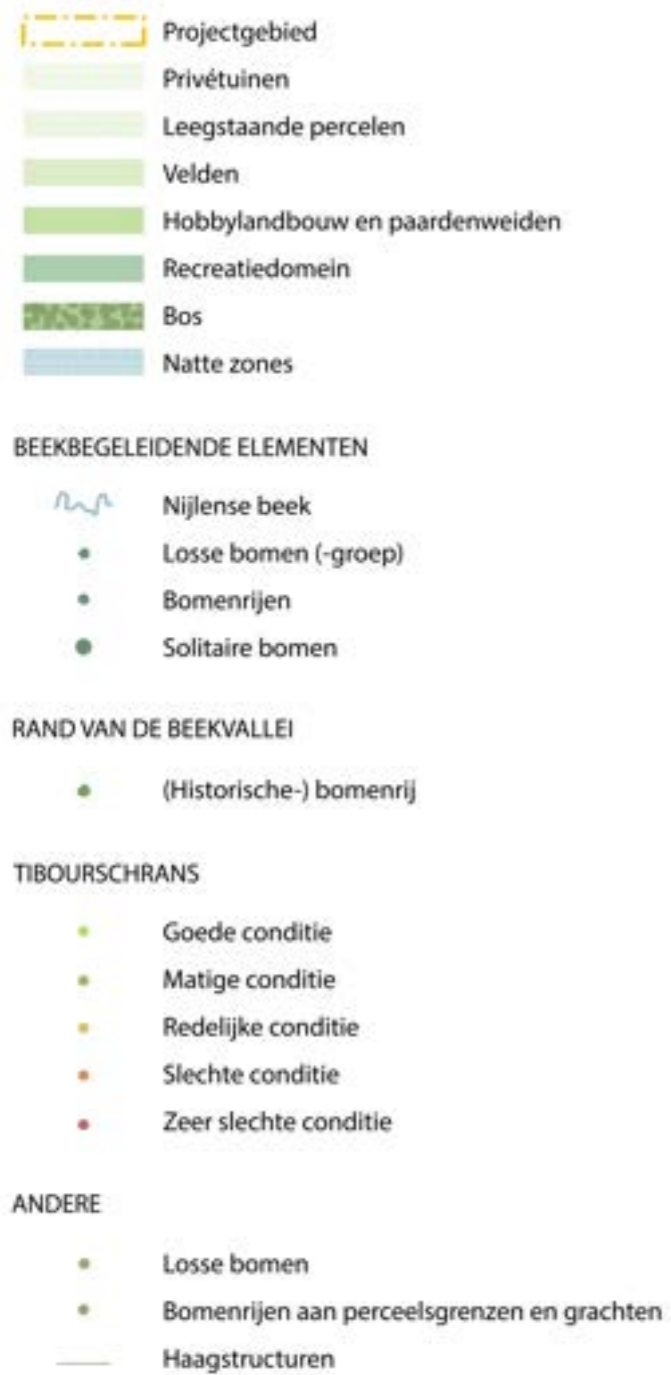 Projectgebied
Privétuinen
Leegstaande percelen
Velden
Hobbylandbouw en paardenweiden
Recreatiedomein
Bos
Natte zones
BEEKBEGELEIDENDE ELEMENTEN
Nijlense beek
Losse bomen (-groep)
Bomenrijen
Solitaire bomen
RAND VAN DE BEEKVALLEI
(Historische-) bomenrij
TIBOURSCHRANS
Goede conditie
Matige conditie
Redelijke conditie
Slechte conditie
Zeer slechte conditie
ANDERE
Losse bomen
Bomenrijen aan perceelsgrenzen en grachten
Haagstructuren